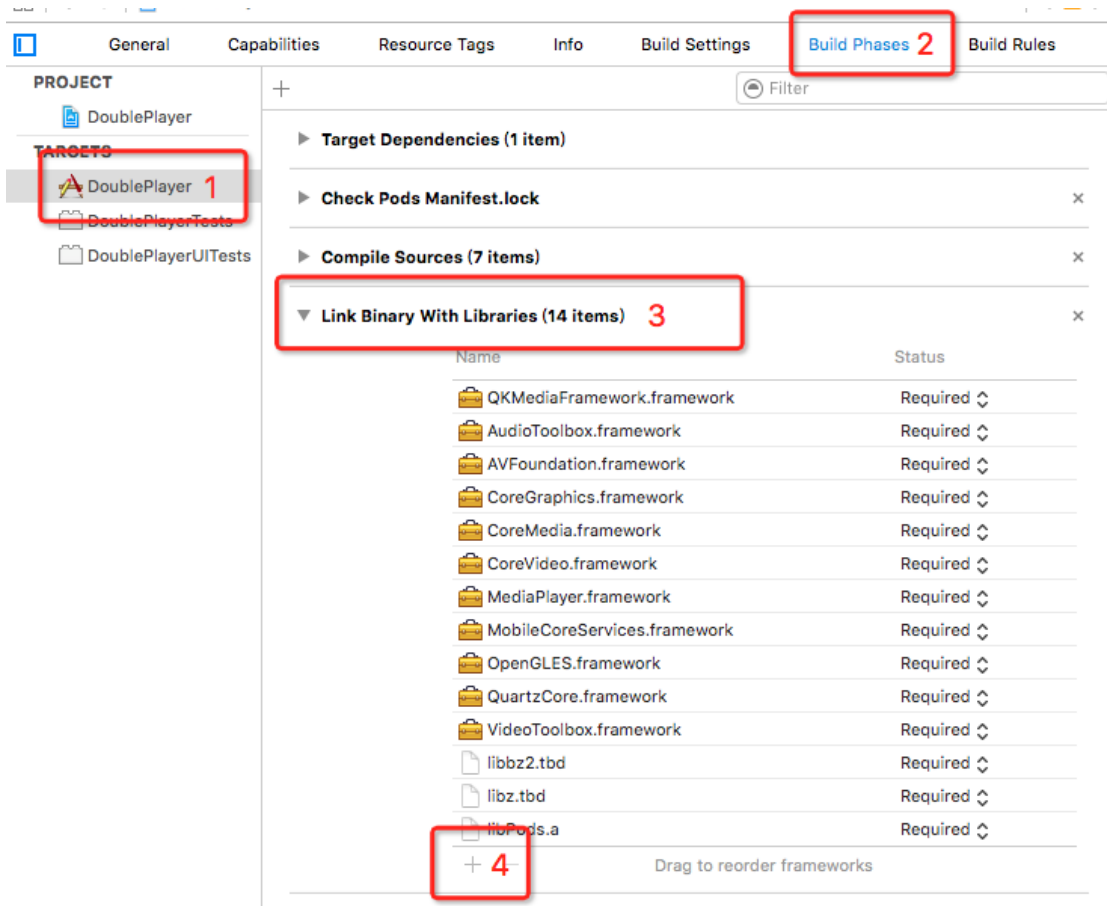 General Capabilities Resource Tags Info Build Settings Build Phases 2 Build Rules
PROJECT
Filter
DoublePlayer
Target Dependencies (1 item)
TARGETS
DoublePlayer 1
Check Pods Manifest.lock
DoublePlayerTests
DoublePlayerUITests
Compile Sources (7 items)
Link Binary With Libraries (14 items) 3
Name Status
QKMediaFramework.framework Required
AudioToolbox.framework Required
AVFoundation.framework Required
CoreGraphics.framework Required
CoreMedia.framework Required
CoreVideo.framework Required
MediaPlayer.framework Required
MobileCoreServices.framework Required
OpenGLES.framework Required
QuartzCore.framework Required
VideoToolbox.framework Required
libbz2.tbd Required
libz.tbd Required
libPods.a Required
4 Drag to reorder frameworks